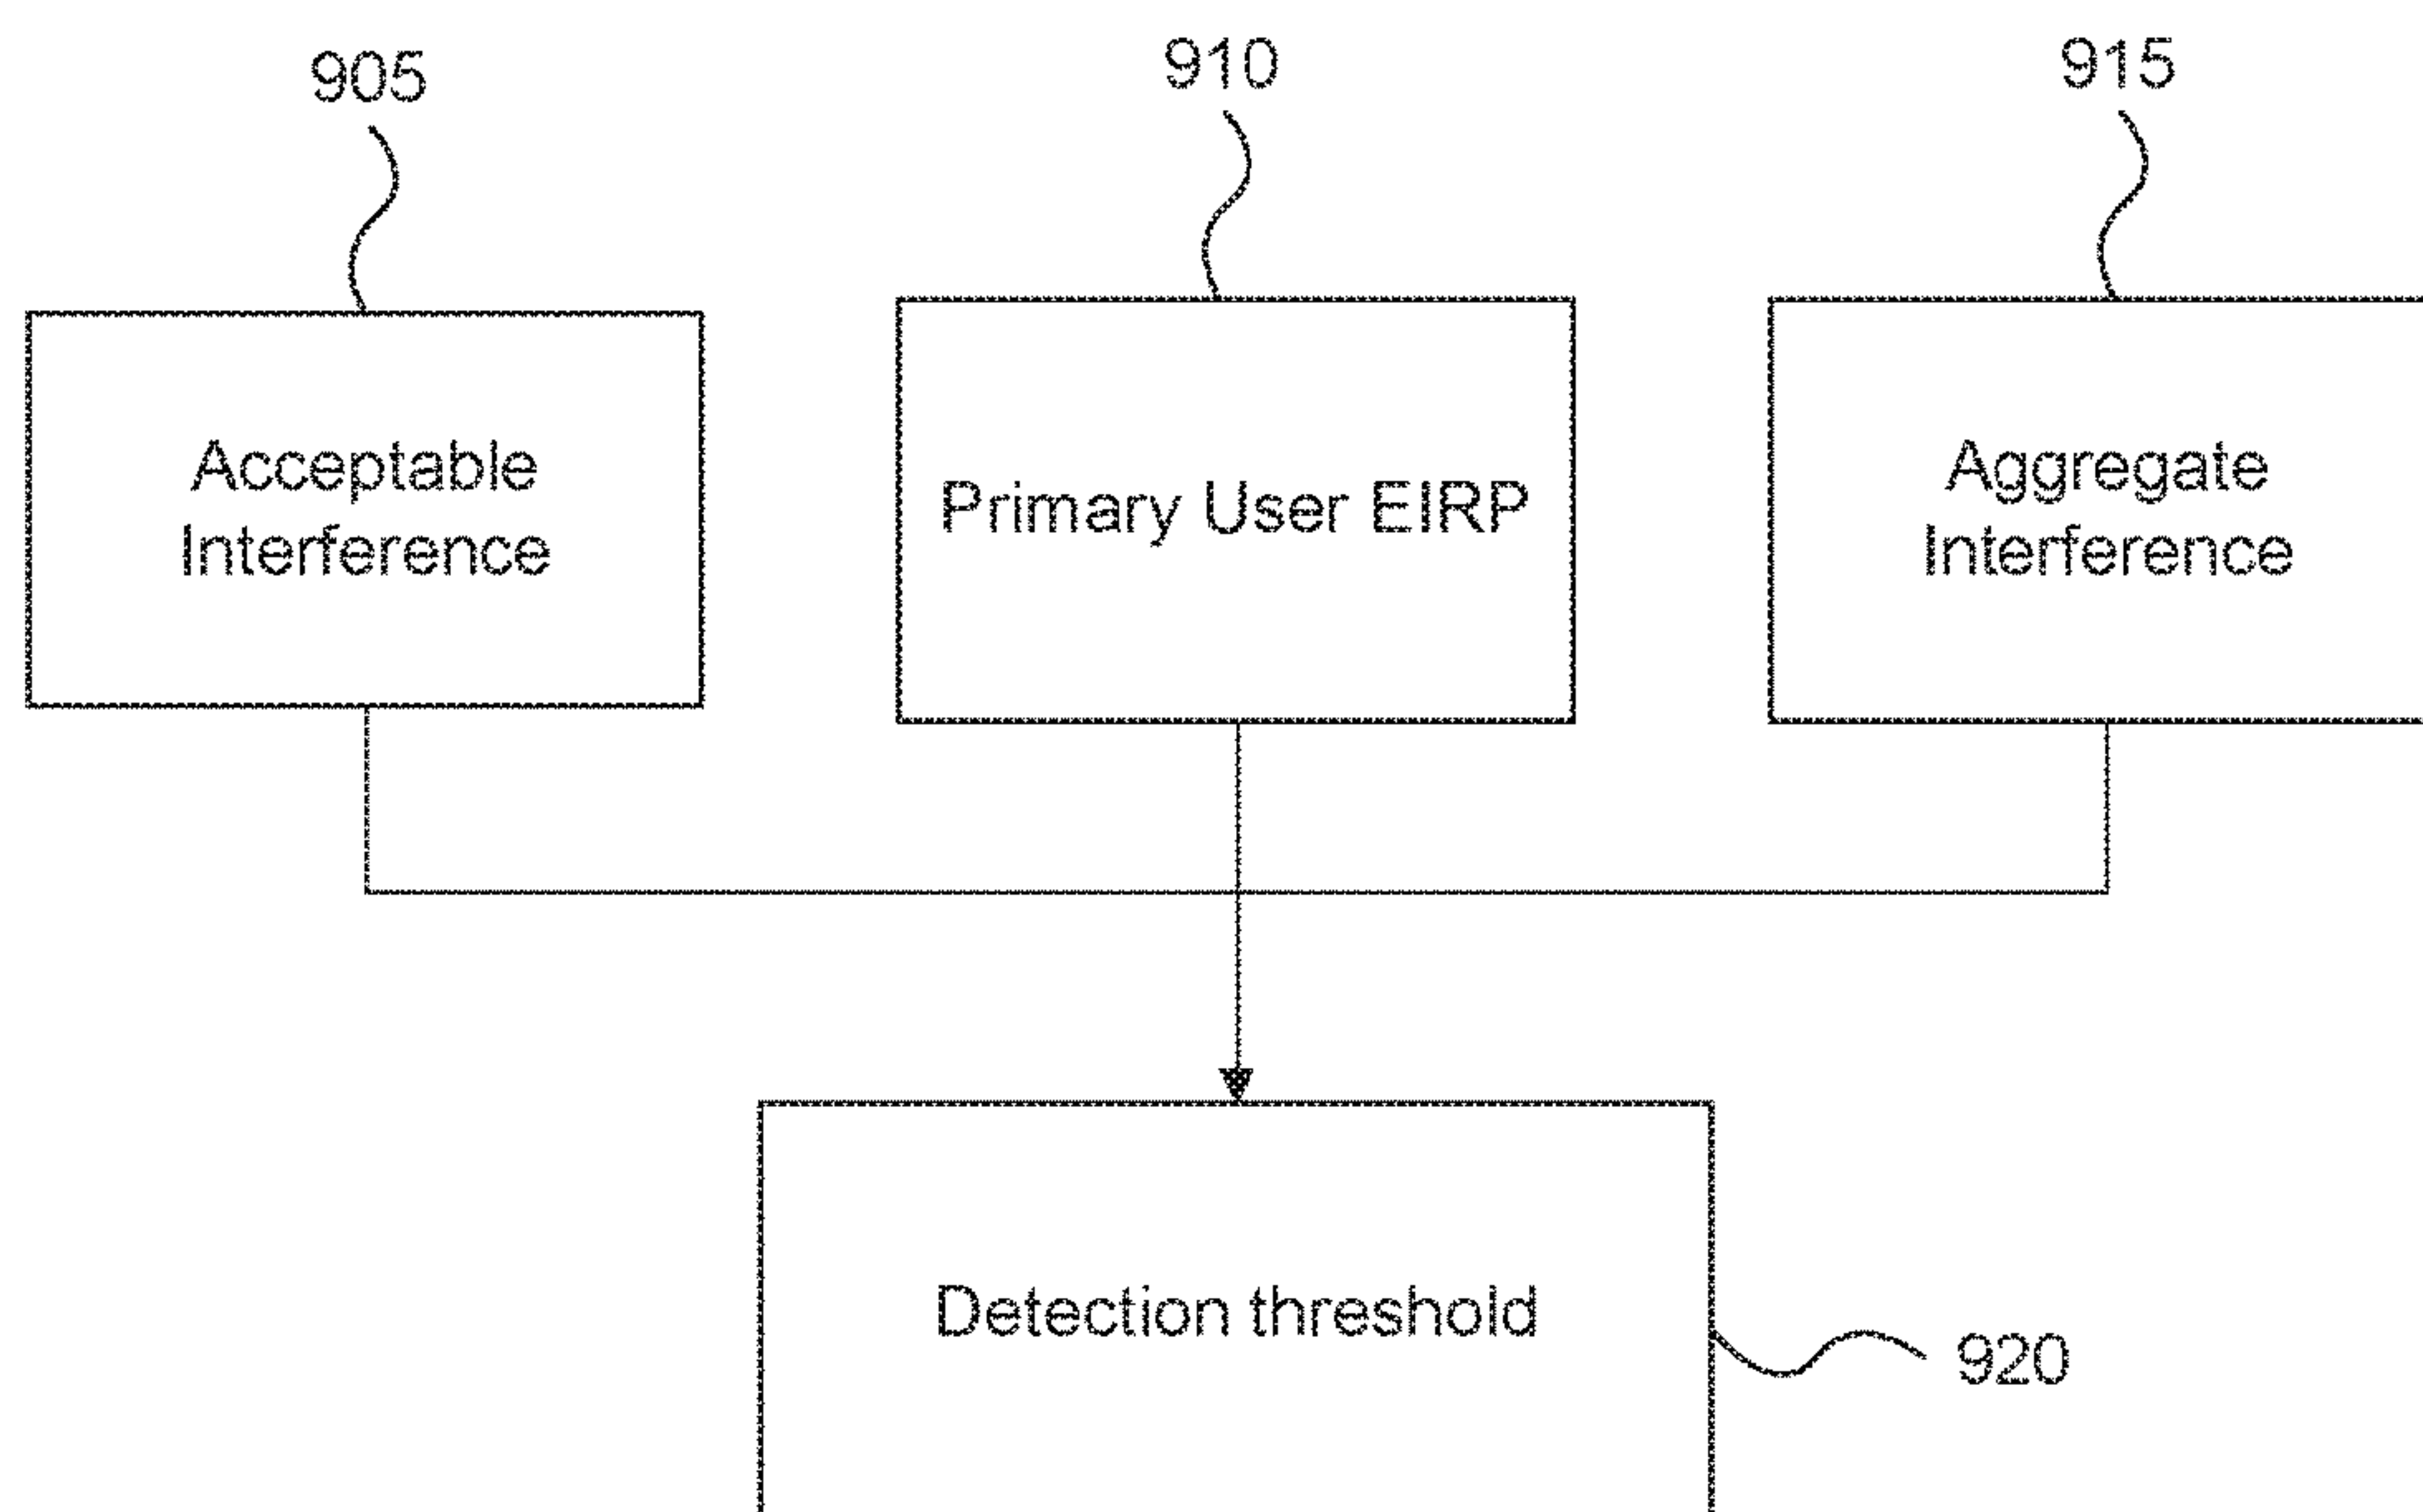 905
910
915
Acceptable
Interference
Primary User EIRP
Aggregate
Interference
Detection threshold
920